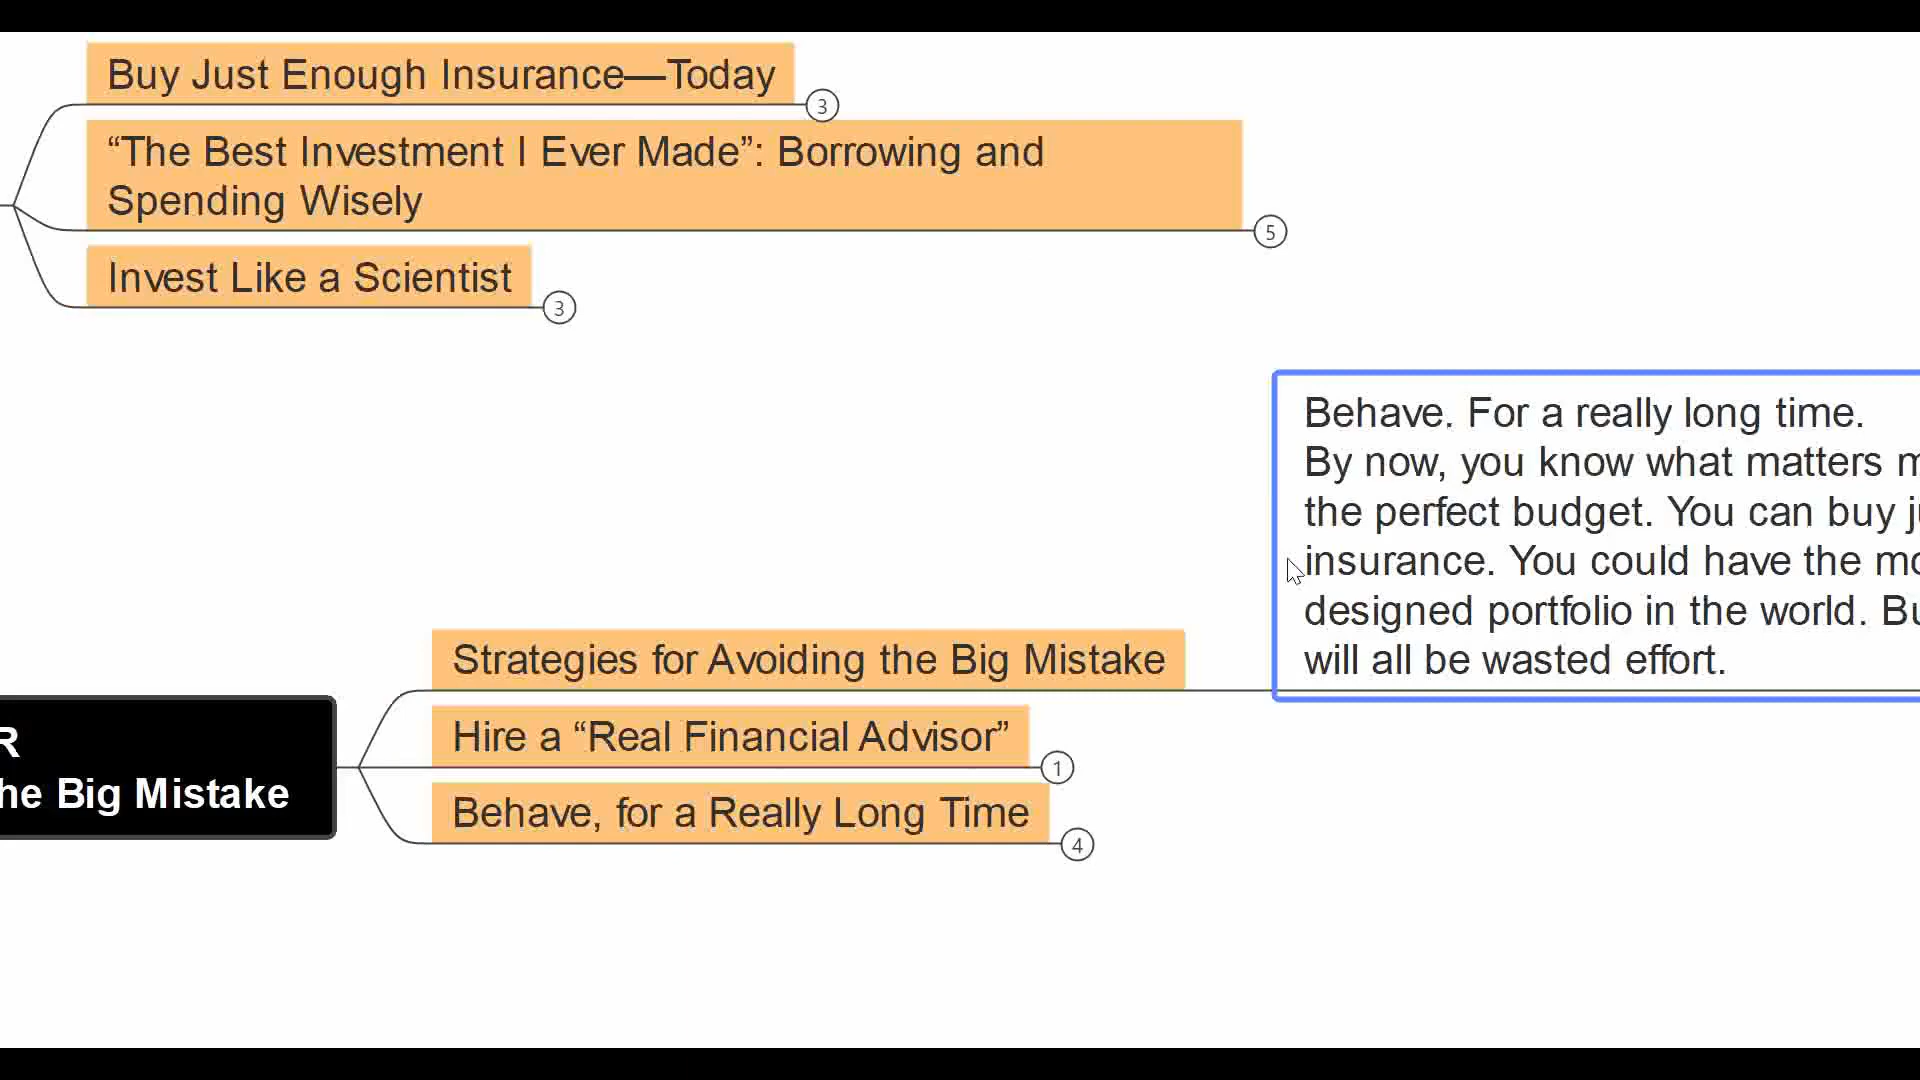 Buy Just Enough Insurance—Today
3
“The Best Investment I Ever Made”: Borrowing and
Spending Wisely
5
Invest Like a Scientist
3
Behave. For a really long time.
By now, you know what matters
the perfect budget. You can buy
insurance. You could have the
designed portfolio in the world.
will all be wasted effort.
Strategies for Avoiding the Big Mistake
Hire a “Real Financial Advisor”
1
Behave, for a Really Long Time
4
Big Mistake